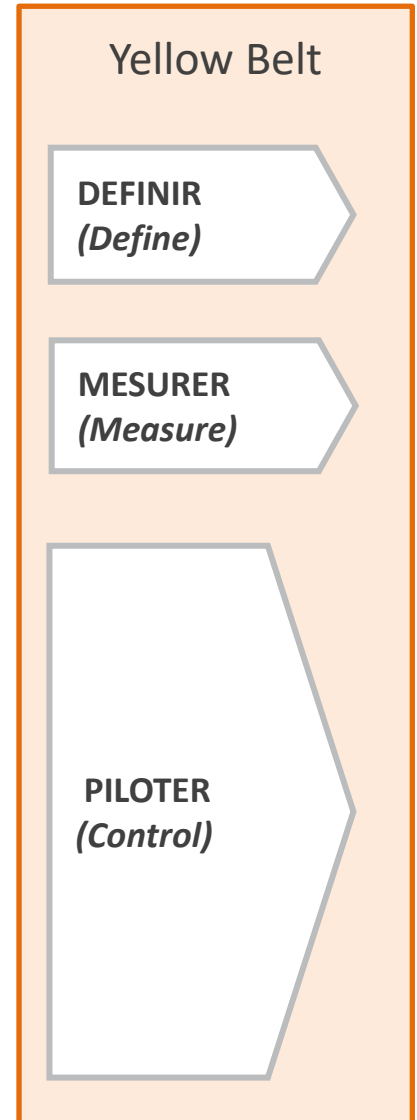 Yellow Belt
DEFINIR
(Define)
MESURER
(Measure)
PILOTER
(Control)